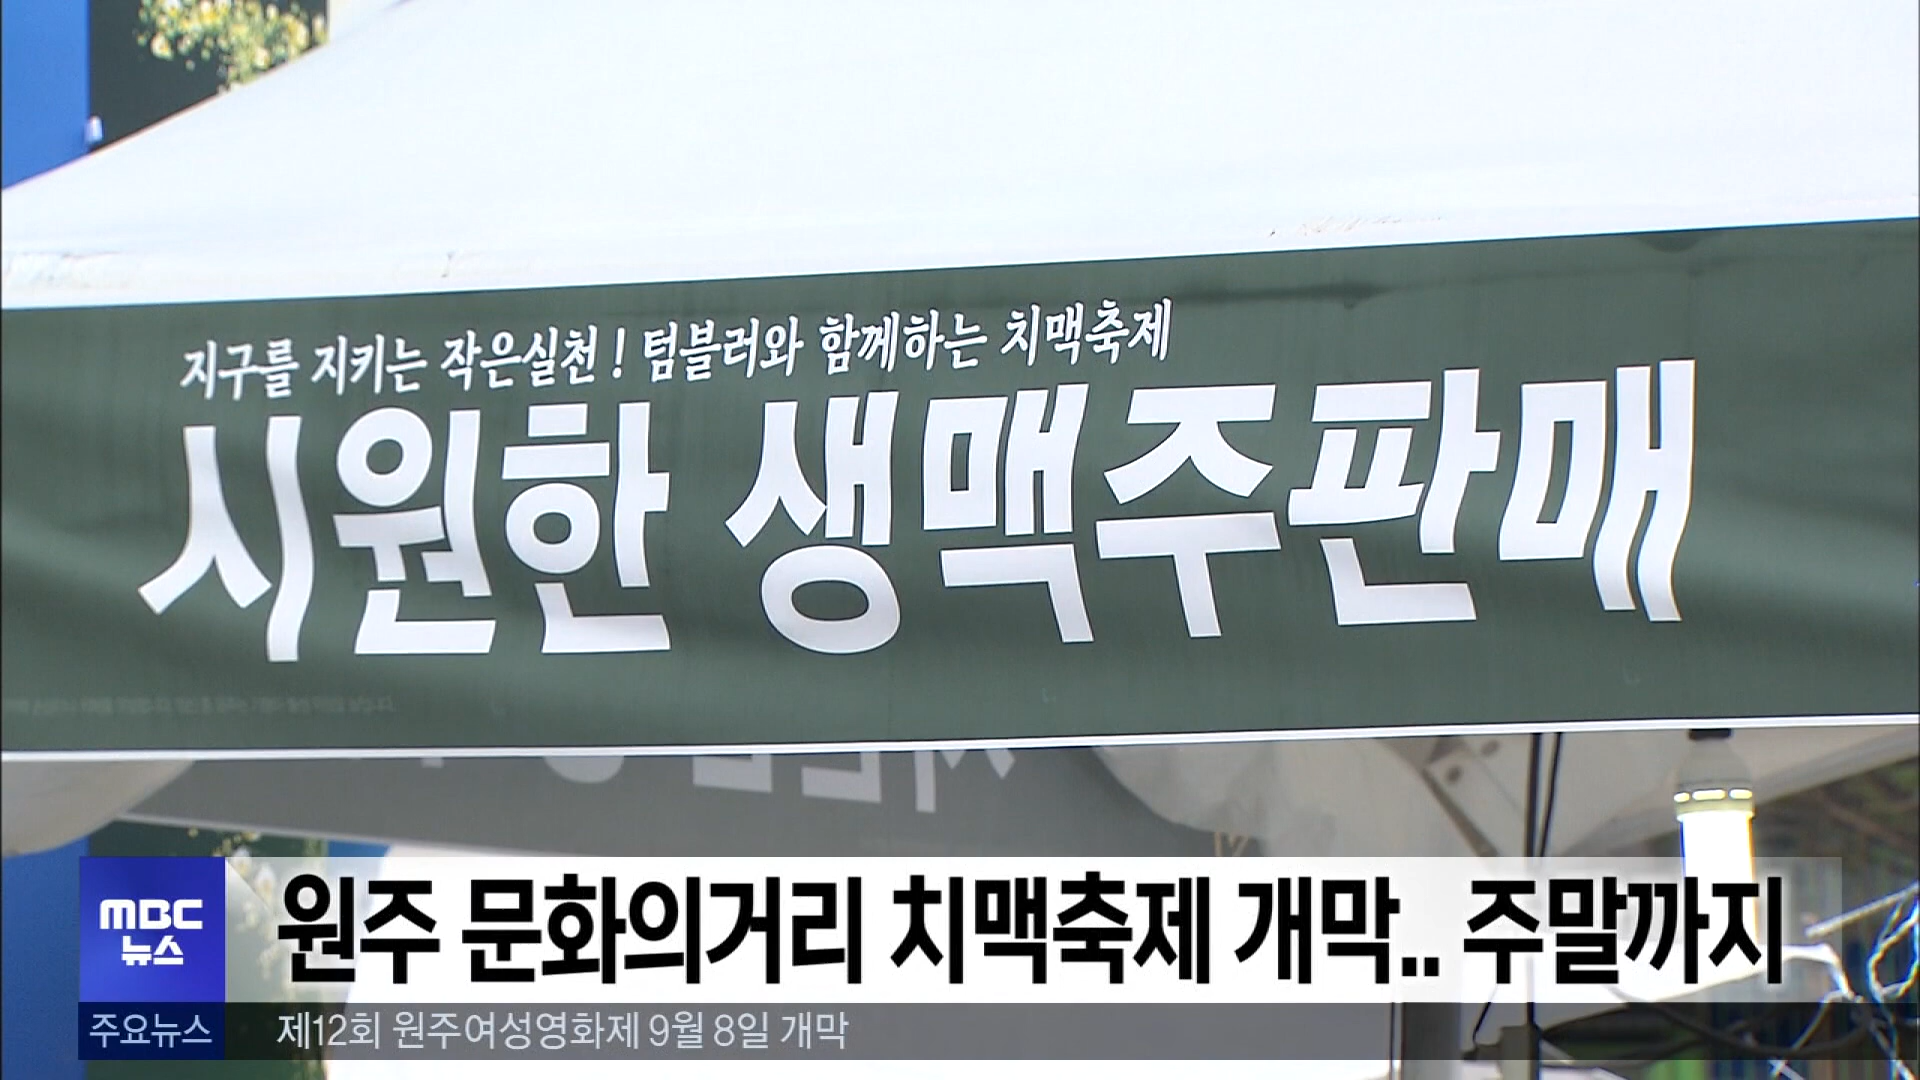 지구를 지키는 작은실천! 텀블러와 함께하는 치맥축제
시원한 생맥주판매
MBC
뉴스
원주 문화의거리 치맥축제 개막.. 주말까지
주요뉴스
제12회 원주여성영화제 9월 8일 개막